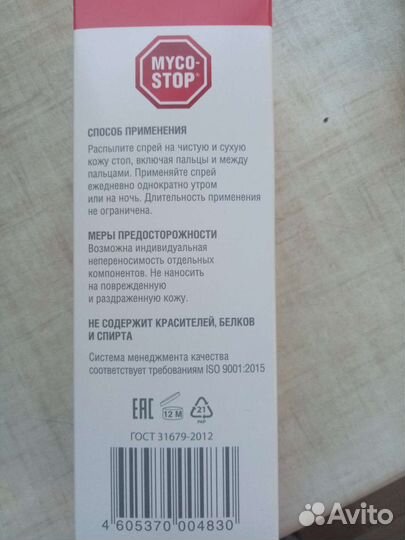 MYCO-
STOP®
СПОСОБ ПРИМЕНЕНИЯ
Распылите спрей на чистую и сухую
кожу стоп, включая пальцы и между
пальцами. Применяйте спрей
ежедневно однократно утром
или на ночь. Длительность применения
не ограничена.
МЕРЫ ПРЕДОСТОРОЖНОСТИ
Возможна индивидуальная
непереносимость отдельных
компонентов. Не наносить
на поврежденную
и раздраженную кожу.
НЕ СОДЕРЖИТ КРАСИТЕЛЕЙ, БЕЛКОВ
И СПИРТА
Система менеджмента качества
соответствует требованиям ISO 9001:2015
EAC 12 M 21
PAP
ГОСТ 31679-2012
4 605370 004830
Avito